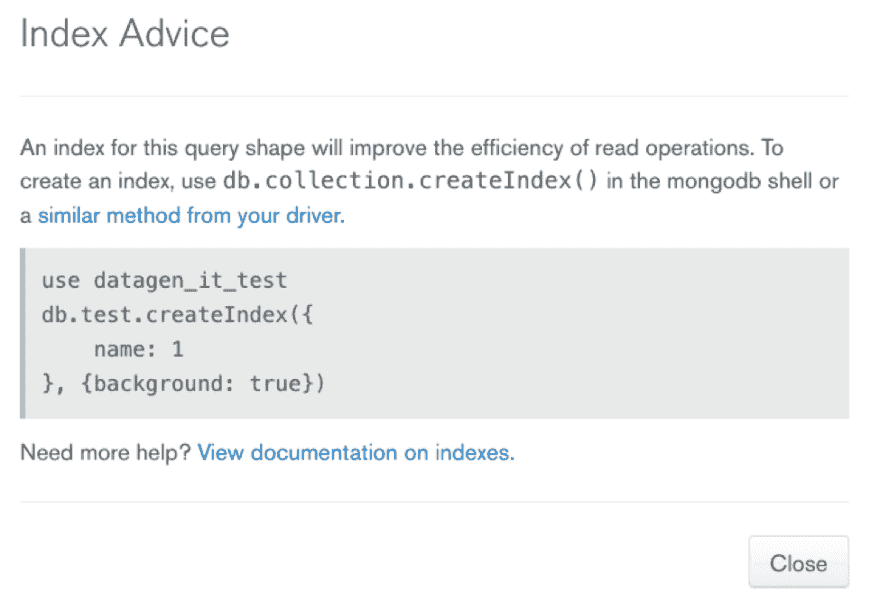 Index Advice
An index for this query shape will improve the efficiency of read operations. To
create an index, use db.collection.createIndex() in the mongodb shell or
a similar method from your driver.
use datagen_it_test
db.test.createIndex({
    name: 1
}, {background: true})
Need more help? View documentation on indexes.
Close